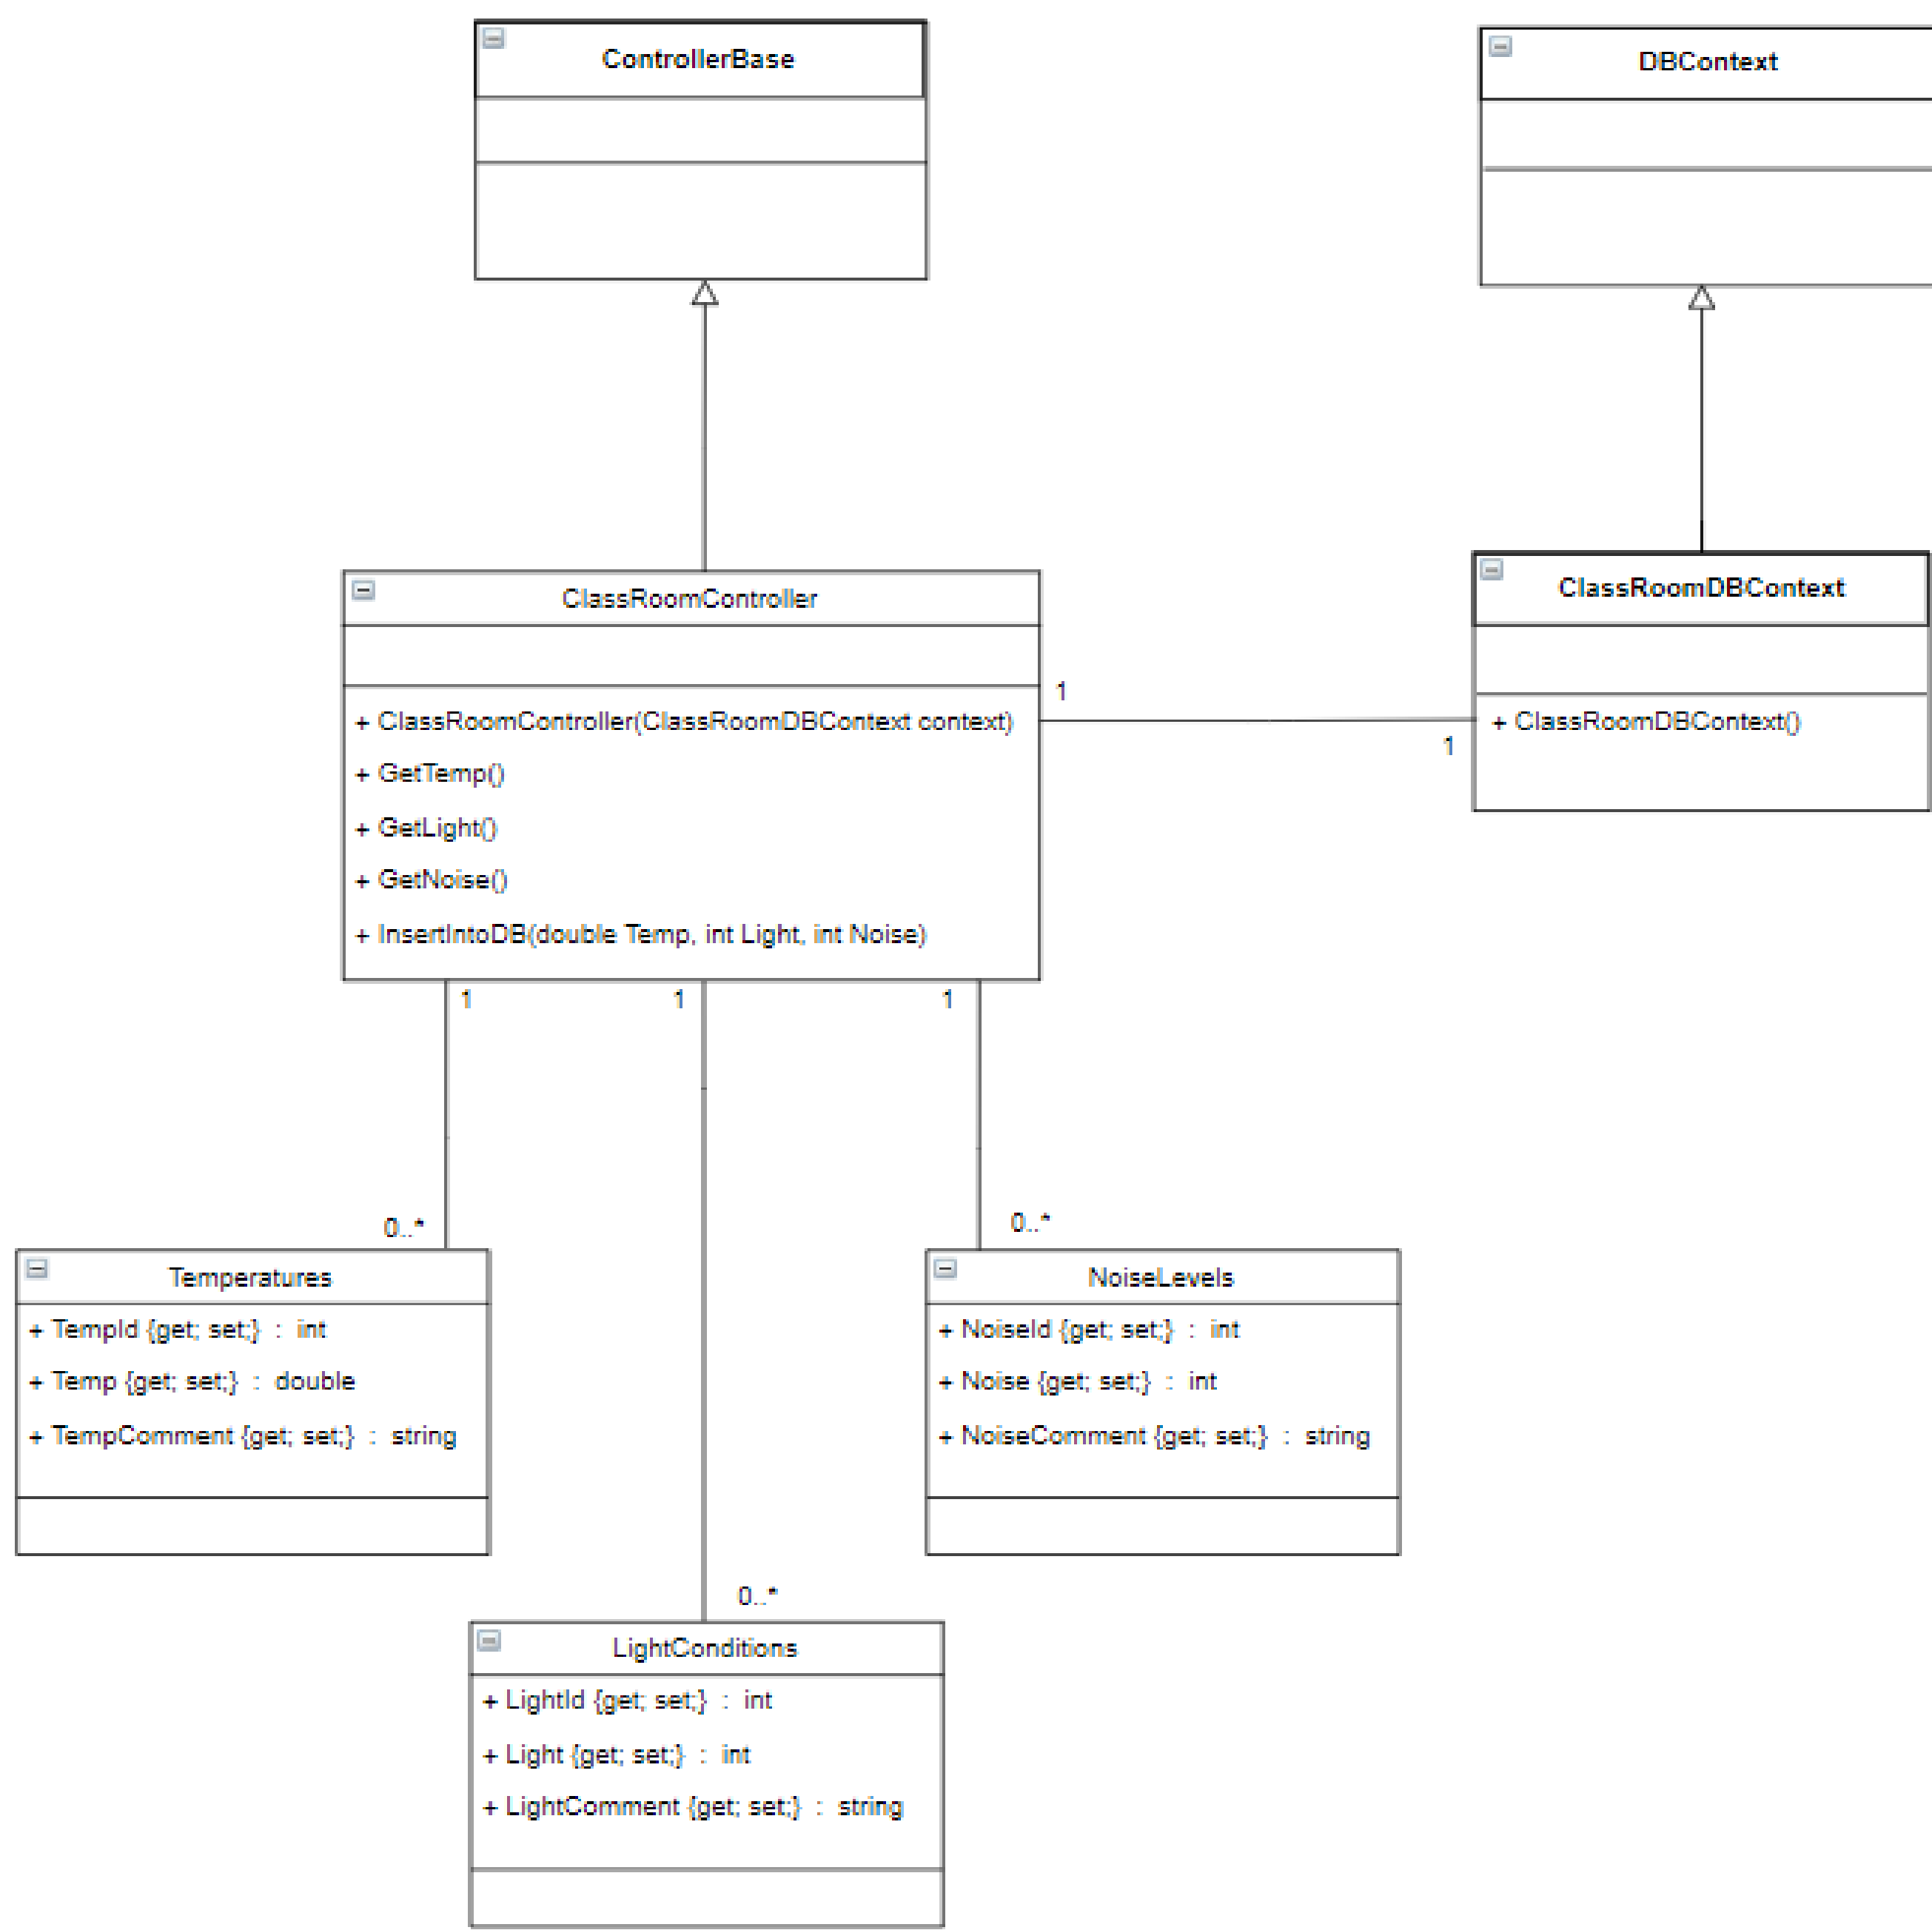 ControllerBase
DBContext
ClassRoomController
ClassRoomDBContext
+ ClassRoomController(ClassRoomDBContext context)
+ GetTemp()
+ GetLight()
+ GetNoise()
+ InsertIntoDB(double Temp, int Light, int Noise)
1
1
+ ClassRoomDBContext()
1
1
1
0..*
0..*
Temperatures
+ TempId {get; set;} : int
+ Temp {get; set;} : double
+ TempComment {get; set;} : string
NoiseLevels
+ NoiseId {get; set;} : int
+ Noise {get; set;} : int
+ NoiseComment {get; set;} : string
0..*
LightConditions
+ LightId {get; set;} : int
+ Light {get; set;} : int
+ LightComment {get; set;} : string